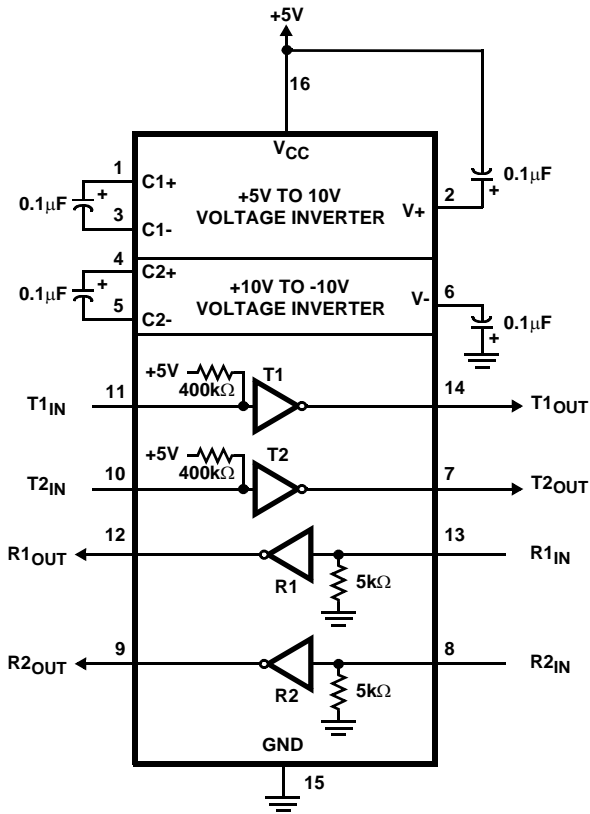 +5V
16
VCC
1
C1+
+5V TO 10V
VOLTAGE INVERTER
0.1μF
+
3
C1-
2
V+
0.1μF
+
4
C2+
+10V TO -10V
VOLTAGE INVERTER
0.1μF
+
5
C2-
V-
6
0.1μF
+
+5V
400kΩ
T1
T1IN
11
14
T1OUT
+5V
400kΩ
T2
T2IN
10
7
T2OUT
R1OUT
12
R1
5kΩ
13
R1IN
R2OUT
9
R2
5kΩ
8
R2IN
GND
15